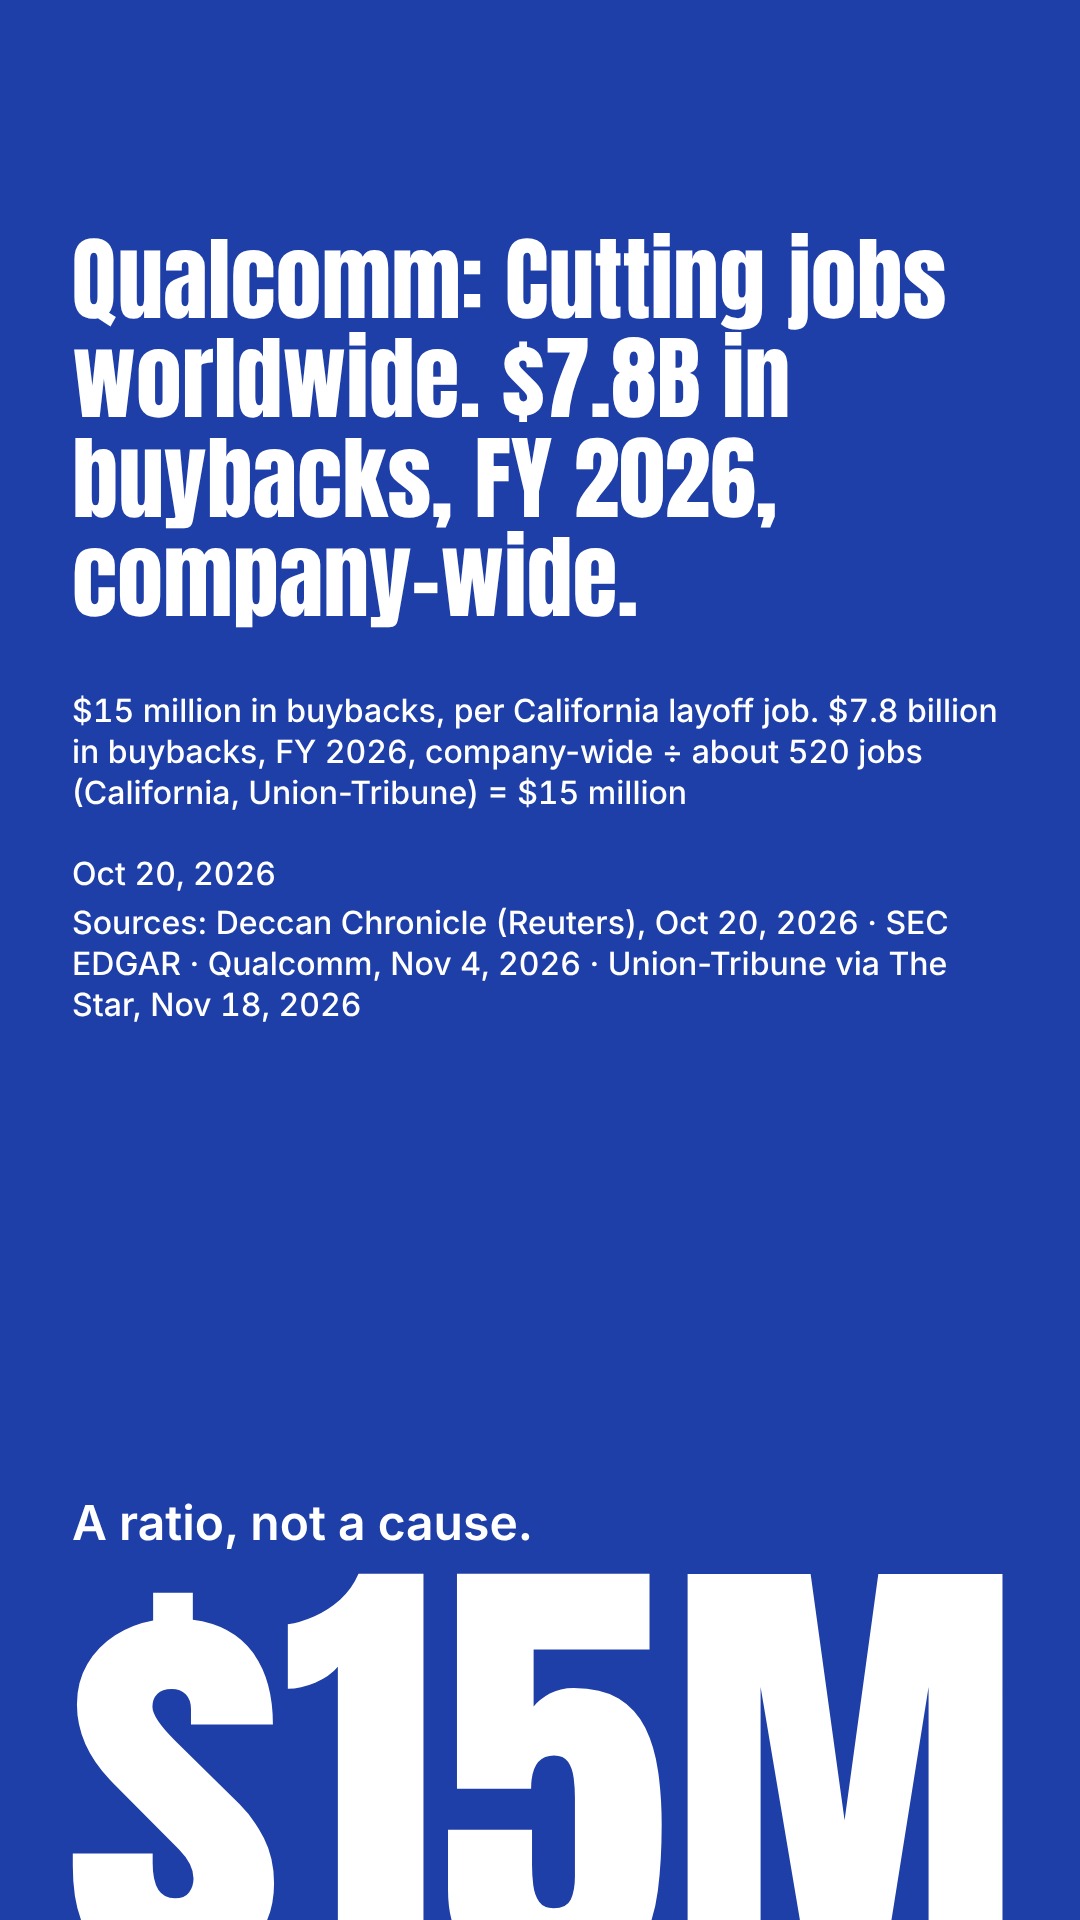 Qualcomm: Cutting jobs
worldwide. $7.8B in
buybacks, FY 2026,
company-wide.
$15 million in buybacks, per California layoff job. $7.8 billion
in buybacks, FY 2026, company-wide ÷ about 520 jobs
(California, Union-Tribune) = $15 million
Oct 20, 2026
Sources: Deccan Chronicle (Reuters), Oct 20, 2026 · SEC
EDGAR · Qualcomm, Nov 4, 2026 · Union-Tribune via The
Star, Nov 18, 2026
A ratio, not a cause.
$15M